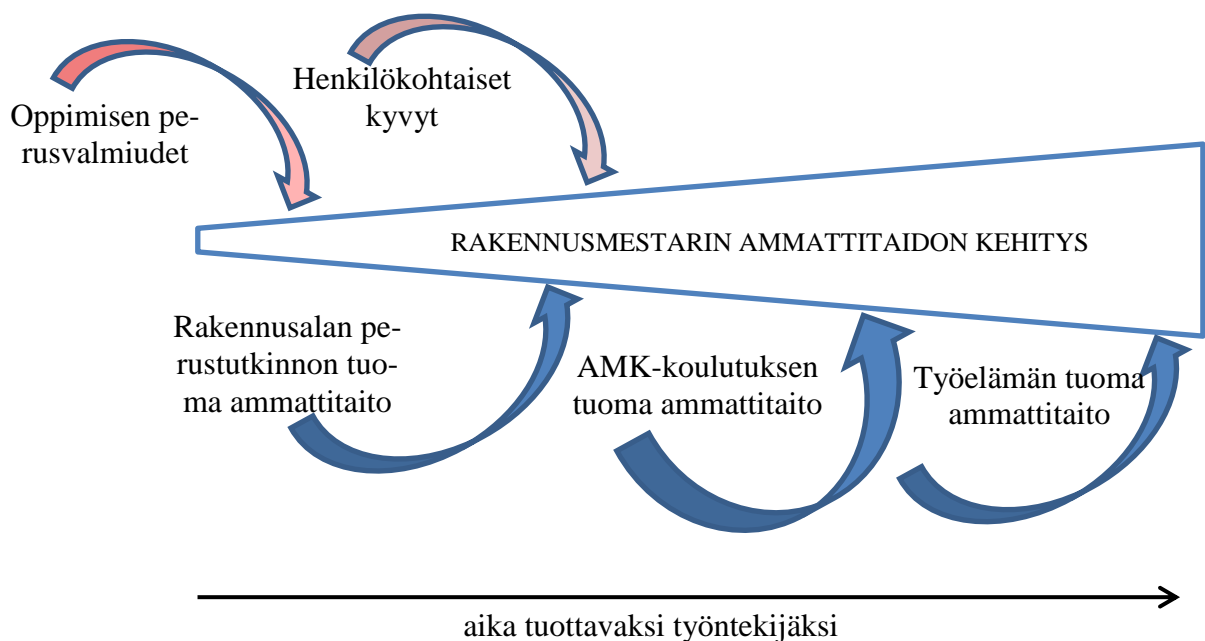 Oppimisen pe-
rusvalmiudet
Henkilökohtaiset
kyvyt
RAKENNUSMESTARIN AMMATTITAIDON KEHITYS
Rakennusalan pe-
rustutkinnon tuo-
ma ammattitaito
AMK-koulutuksen
tuoma ammattitaito
Työelämän tuoma
ammattitaito
aika tuottavaksi työntekijäksi